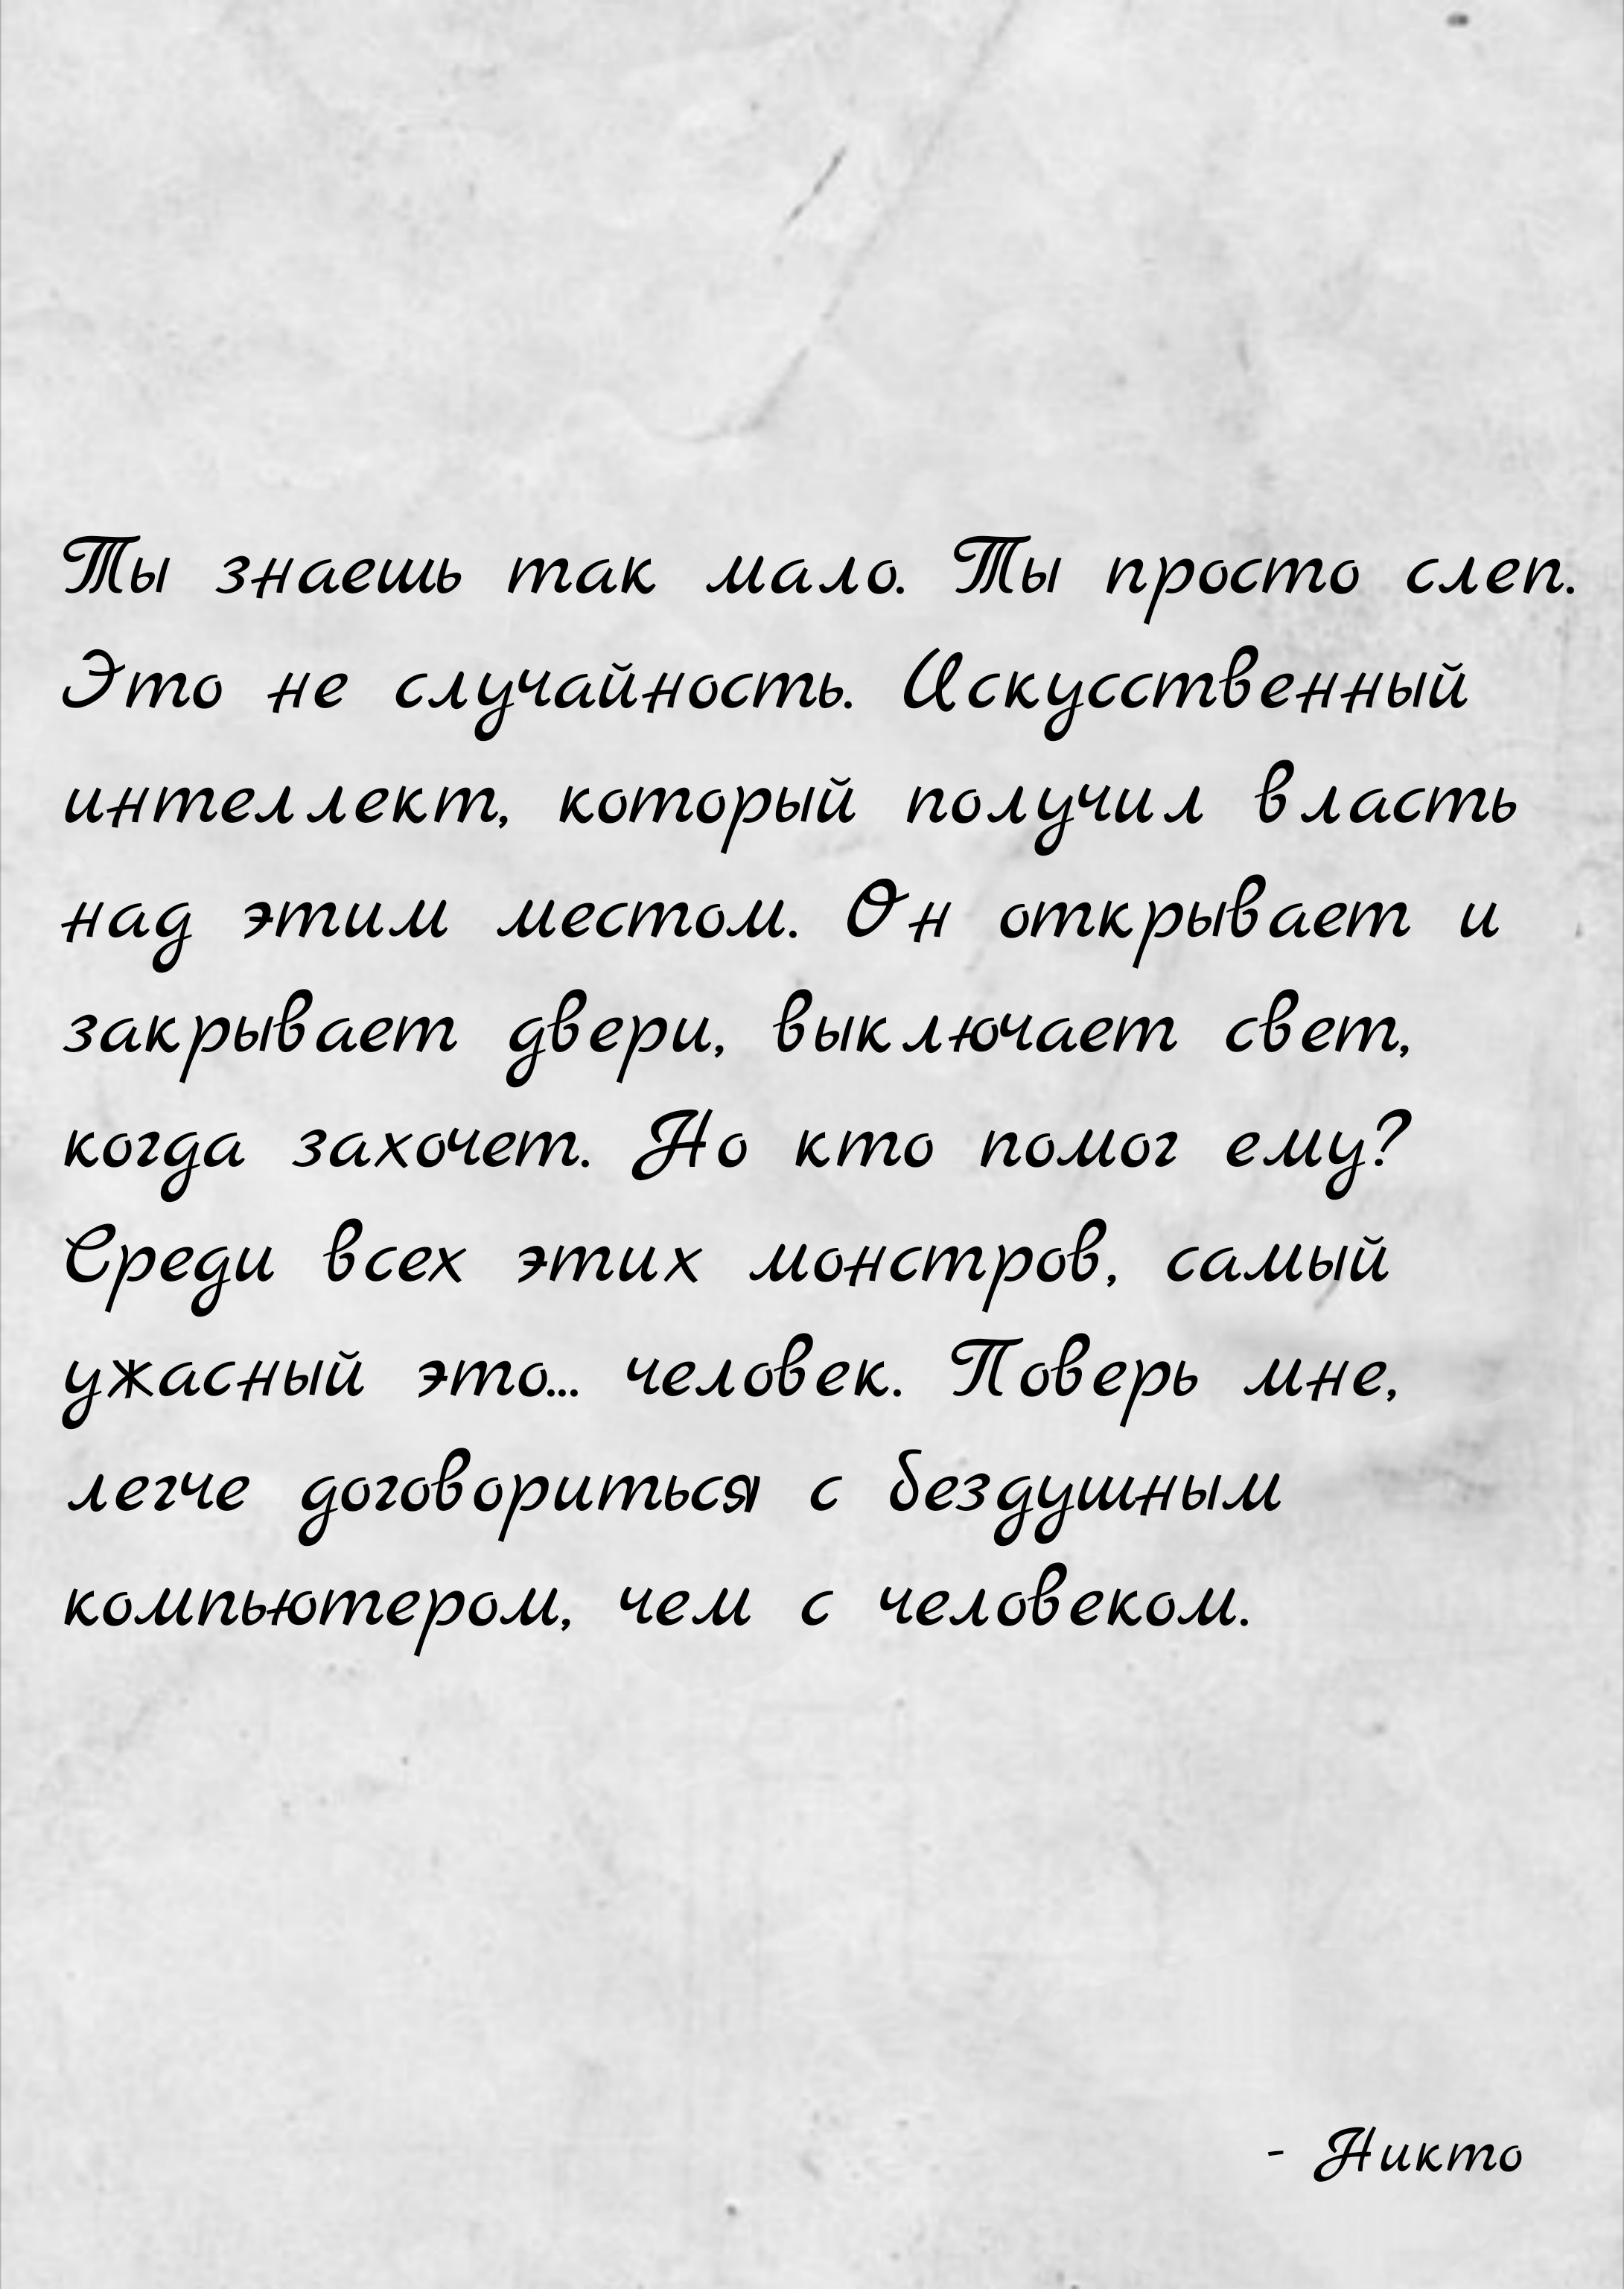 Ты знаешь так мало. Ты просто слеп.
Это не случайность. Искусственный
интеллект, который получил власть
над этим местом. Он открывает и
закрывает двери, выключает свет,
когда захочет. Но кто помог ему?
Среди всех этих монстров, самый
ужасный это... человек. Поверь мне,
легче договориться с бездушным
компьютером, чем с человеком.
- Никто